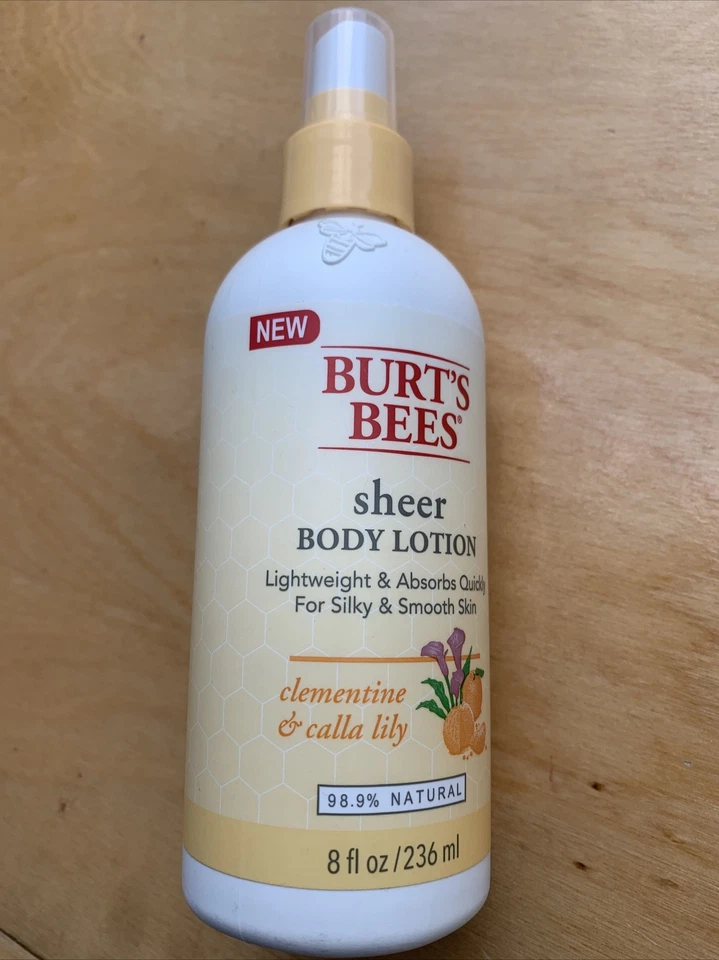 NEW
BURT'S
BEES®
sheer
BODY LOTION
Lightweight & Absorbs Quickly
For Silky & Smooth Skin
clementine
& calla lily
98.9% NATURAL
8 fl oz/236 ml